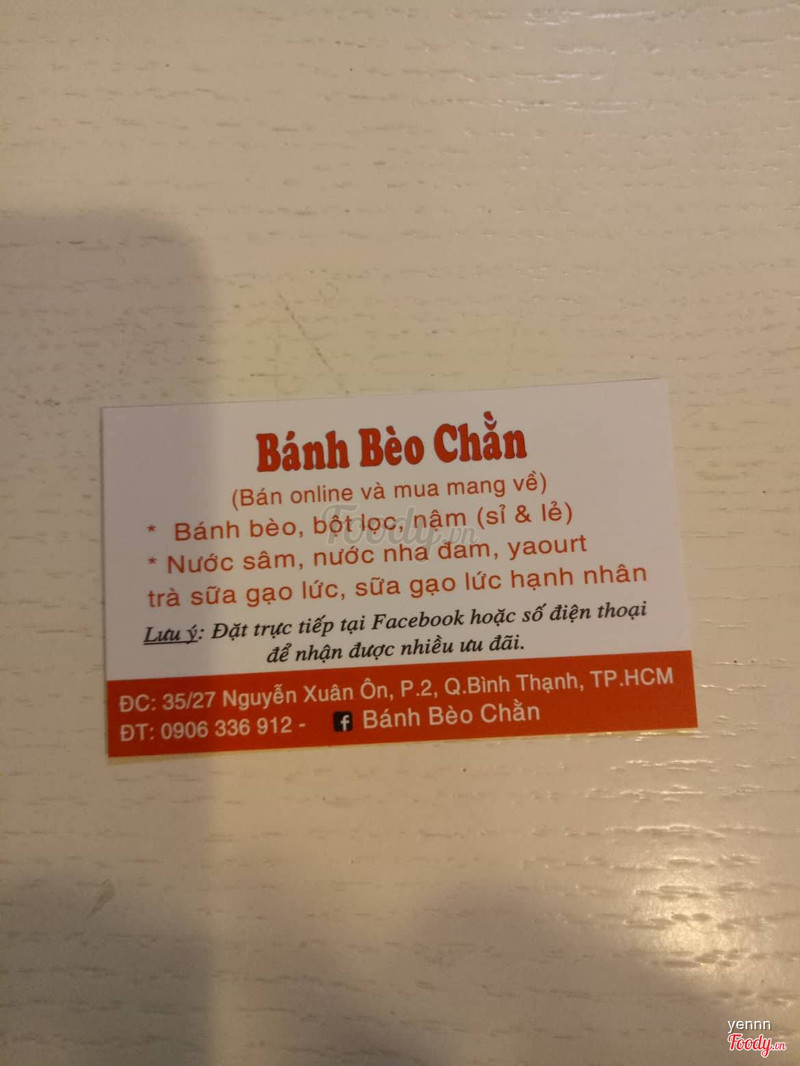 Bánh Bèo Chằn
(Bán online và mua mang về)
* Bánh bèo, bột lọc, nậm (sỉ & lẻ)
* Nước sâm, nước nha đam, yaourt
trà sữa gạo lức, sữa gạo lức hạnh nhân
Lưu ý: Đặt trực tiếp tại Facebook hoặc số điện thoại
để nhận được nhiều ưu đãi.
ĐC: 35/27 Nguyễn Xuân Ôn, P.2, Q.Bình Thạnh, TP.HCM
ĐT: 0906 336 912 - f Bánh Bèo Chằn
Foody.vn
yennn
Foody.vn